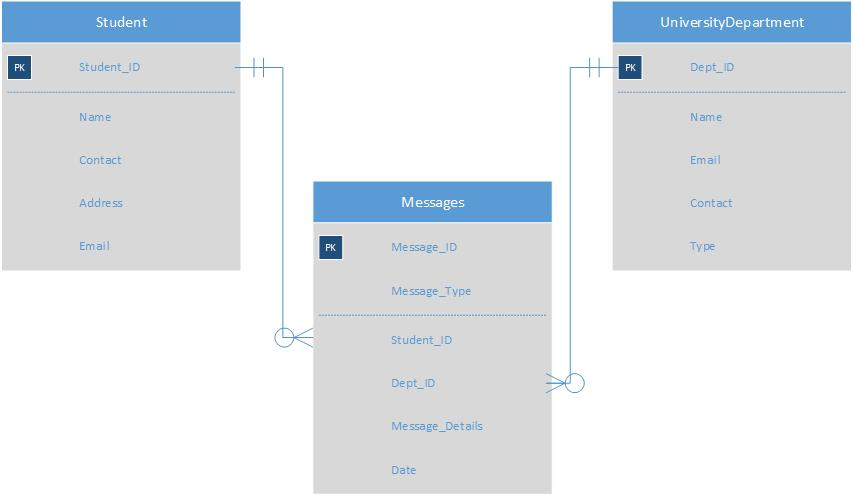 Student
PK Student_ID
Name
Contact
Address
Email
UniversityDepartment
PK Dept_ID
Name
Email
Contact
Type
Messages
PK Message_ID
Message_Type
Student_ID
Dept_ID
Message_Details
Date